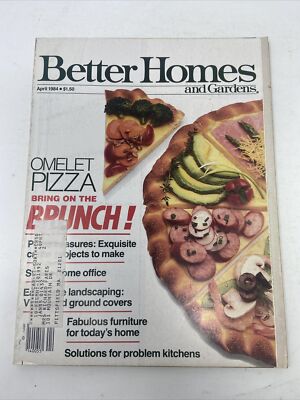 Better Homes
and Gardens®
April 1984 ■ $1.50
OMELET
PIZZA
BRING ON THE
BRUNCH!
easures: Exquisite
jects to make
ome office
landscaping:
d ground covers
Fabulous furniture
for today's home
Solutions for problem kitchens